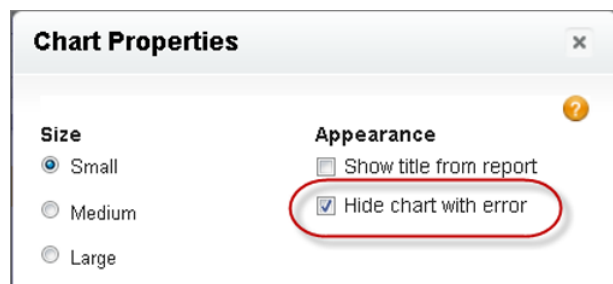 Chart Properties
?
Size
Appearance
Small
Show title from report
Medium
Hide chart with error
Large